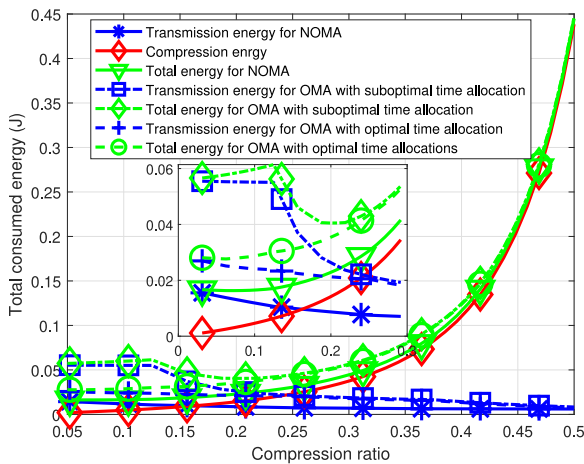 0.45
0.4
0.35
0.3
0.25
0.2
0.15
0.1
0.05
0
Total consumed energy (J)
Transmission energy for NOMA
Compression enrgy
Total energy for NOMA
Transmission energy for OMA with suboptimal time allocation
Total energy for OMA with suboptimal time allocation
Transmission energy for OMA with optimal time allocation
Total energy for OMA with optimal time allocations
0.06
0.04
0.02
0
0 0.1 0.2 0.3
0.05 0.1 0.15 0.2 0.25 0.3 0.35 0.4 0.45 0.5
Compression ratio